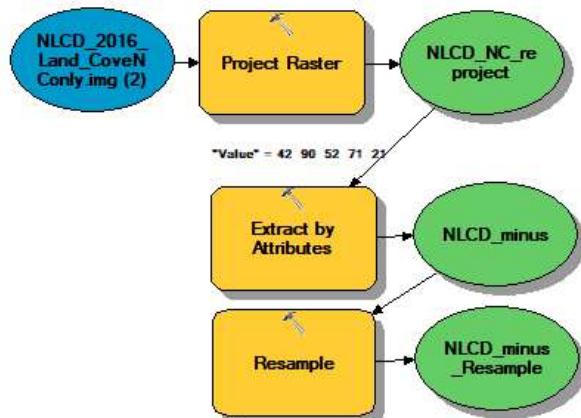 NLCD_2016_
Land_CoveN
Conly.img (2)
Project Raster
NLCD_NC_re
project
"Value" = 42 90 52 71 21
Extract by
Attributes
NLCD_minus
Resample
NLCD_minus
_Resample